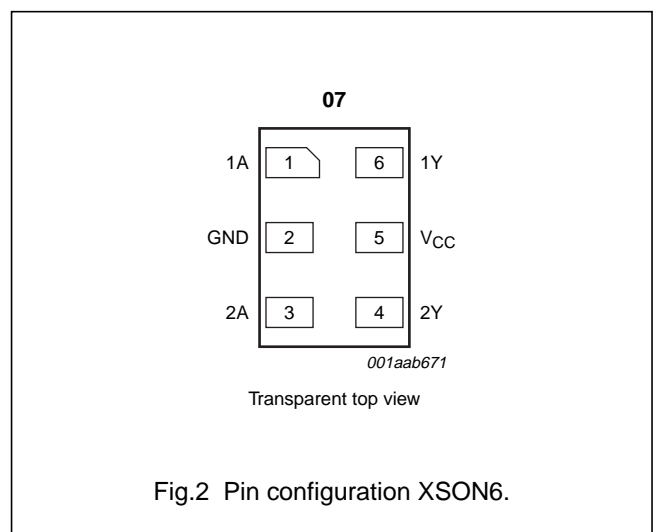 07
1A 1 6 1Y
GND 2 5 VCC
2A 3 4 2Y
001aab671
Transparent top view
Fig.2 Pin configuration XSON6.